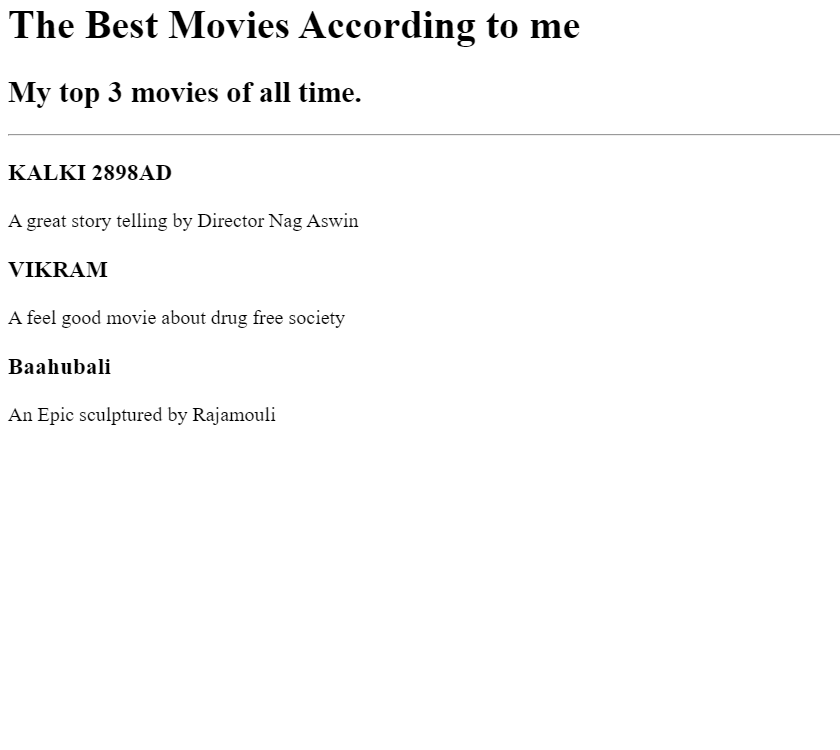 The Best Movies According to me
My top 3 movies of all time.
KALKI 2898AD
A great story telling by Director Nag Aswin
VIKRAM
A feel good movie about drug free society
Baahubali
An Epic sculptured by Rajamouli